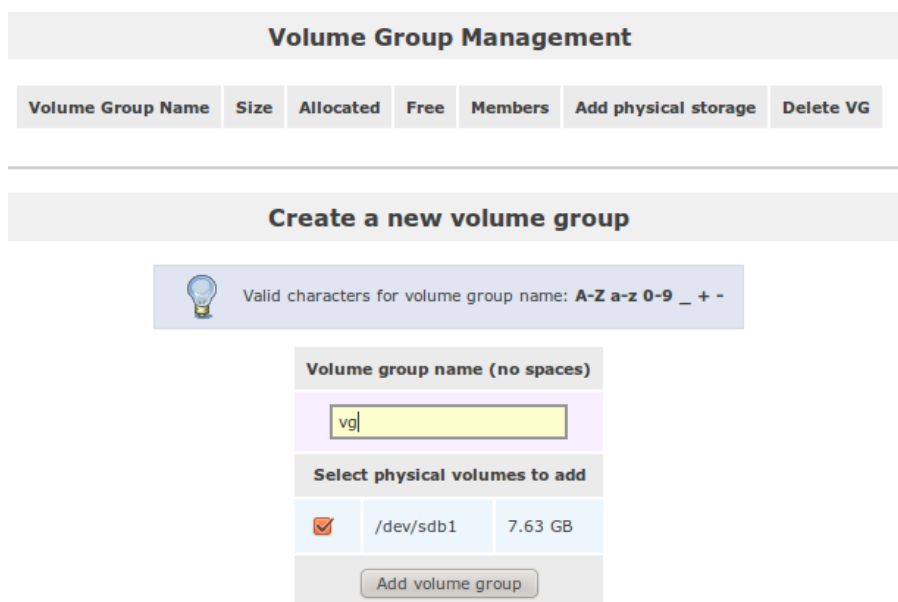 Volume Group Management
Volume Group Name Size Allocated Free Members Add physical storage Delete VG
Create a new volume group
Valid characters for volume group name: A-Z a-z 0-9 _ + -
Volume group name (no spaces)
vg
Select physical volumes to add
/dev/sdb1 7.63 GB
Add volume group